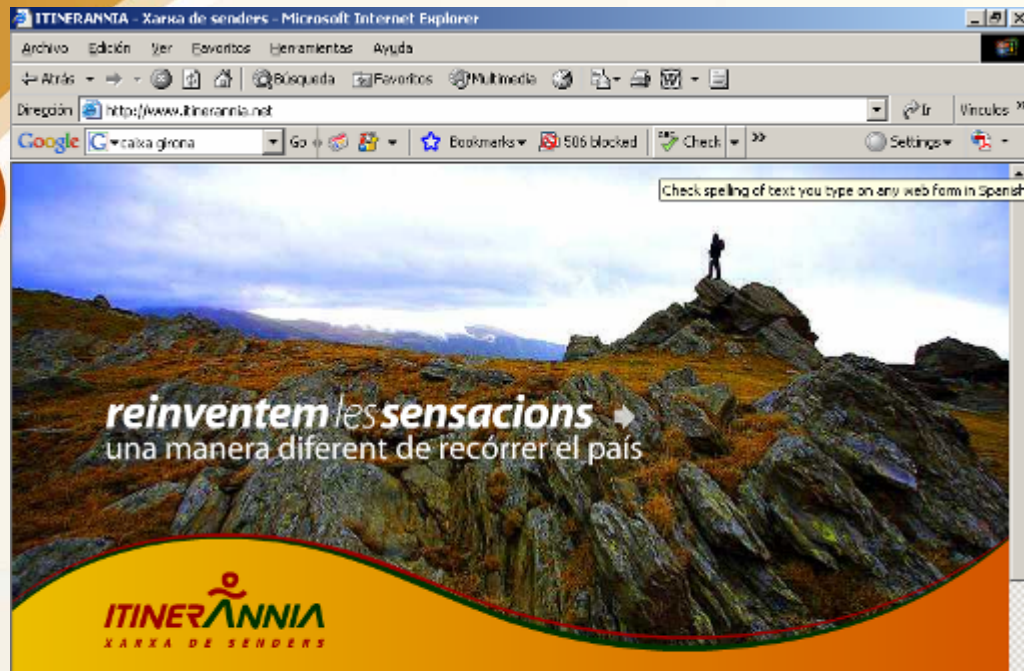 ITINERANNIA - Xarxa de senders - Microsoft Internet Explorer
Archivo Edición Ver Favoritos Herramientas Ayuda
Atrás Búsqueda Favoritos Multimedia
Dirección http://www.itinerannia.net Ir Vínculos »
Google caixa girona Go Bookmarks 506 blocked Check » Settings
Check spelling of text you type on any web form in Spanish
reinventem les sensacions
una manera diferent de recórrer el país
ITINERÀNNIA
XARXA DE SENDERS